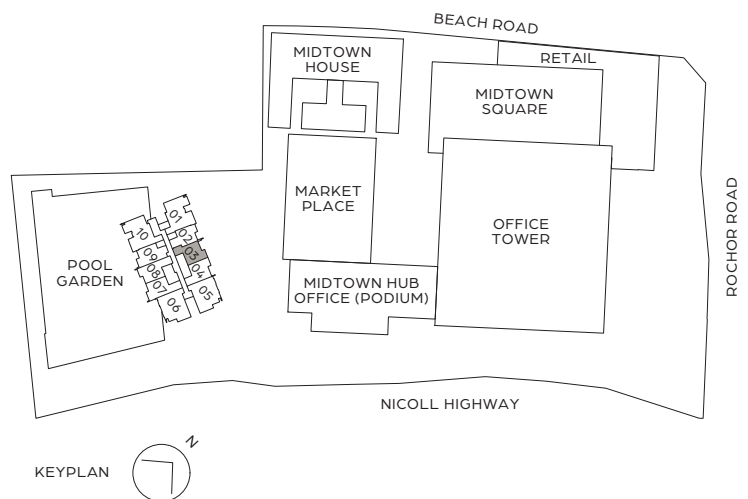 BEACH ROAD
MIDTOWN
HOUSE
RETAIL
MIDTOWN
SQUARE
MARKET
PLACE
OFFICE
TOWER
ROCHOR ROAD
POOL
GARDEN
01
02
03
04
05
10
09
08
07
06
MIDTOWN HUB
OFFICE (PODIUM)
NICOLL HIGHWAY
N
KEYPLAN